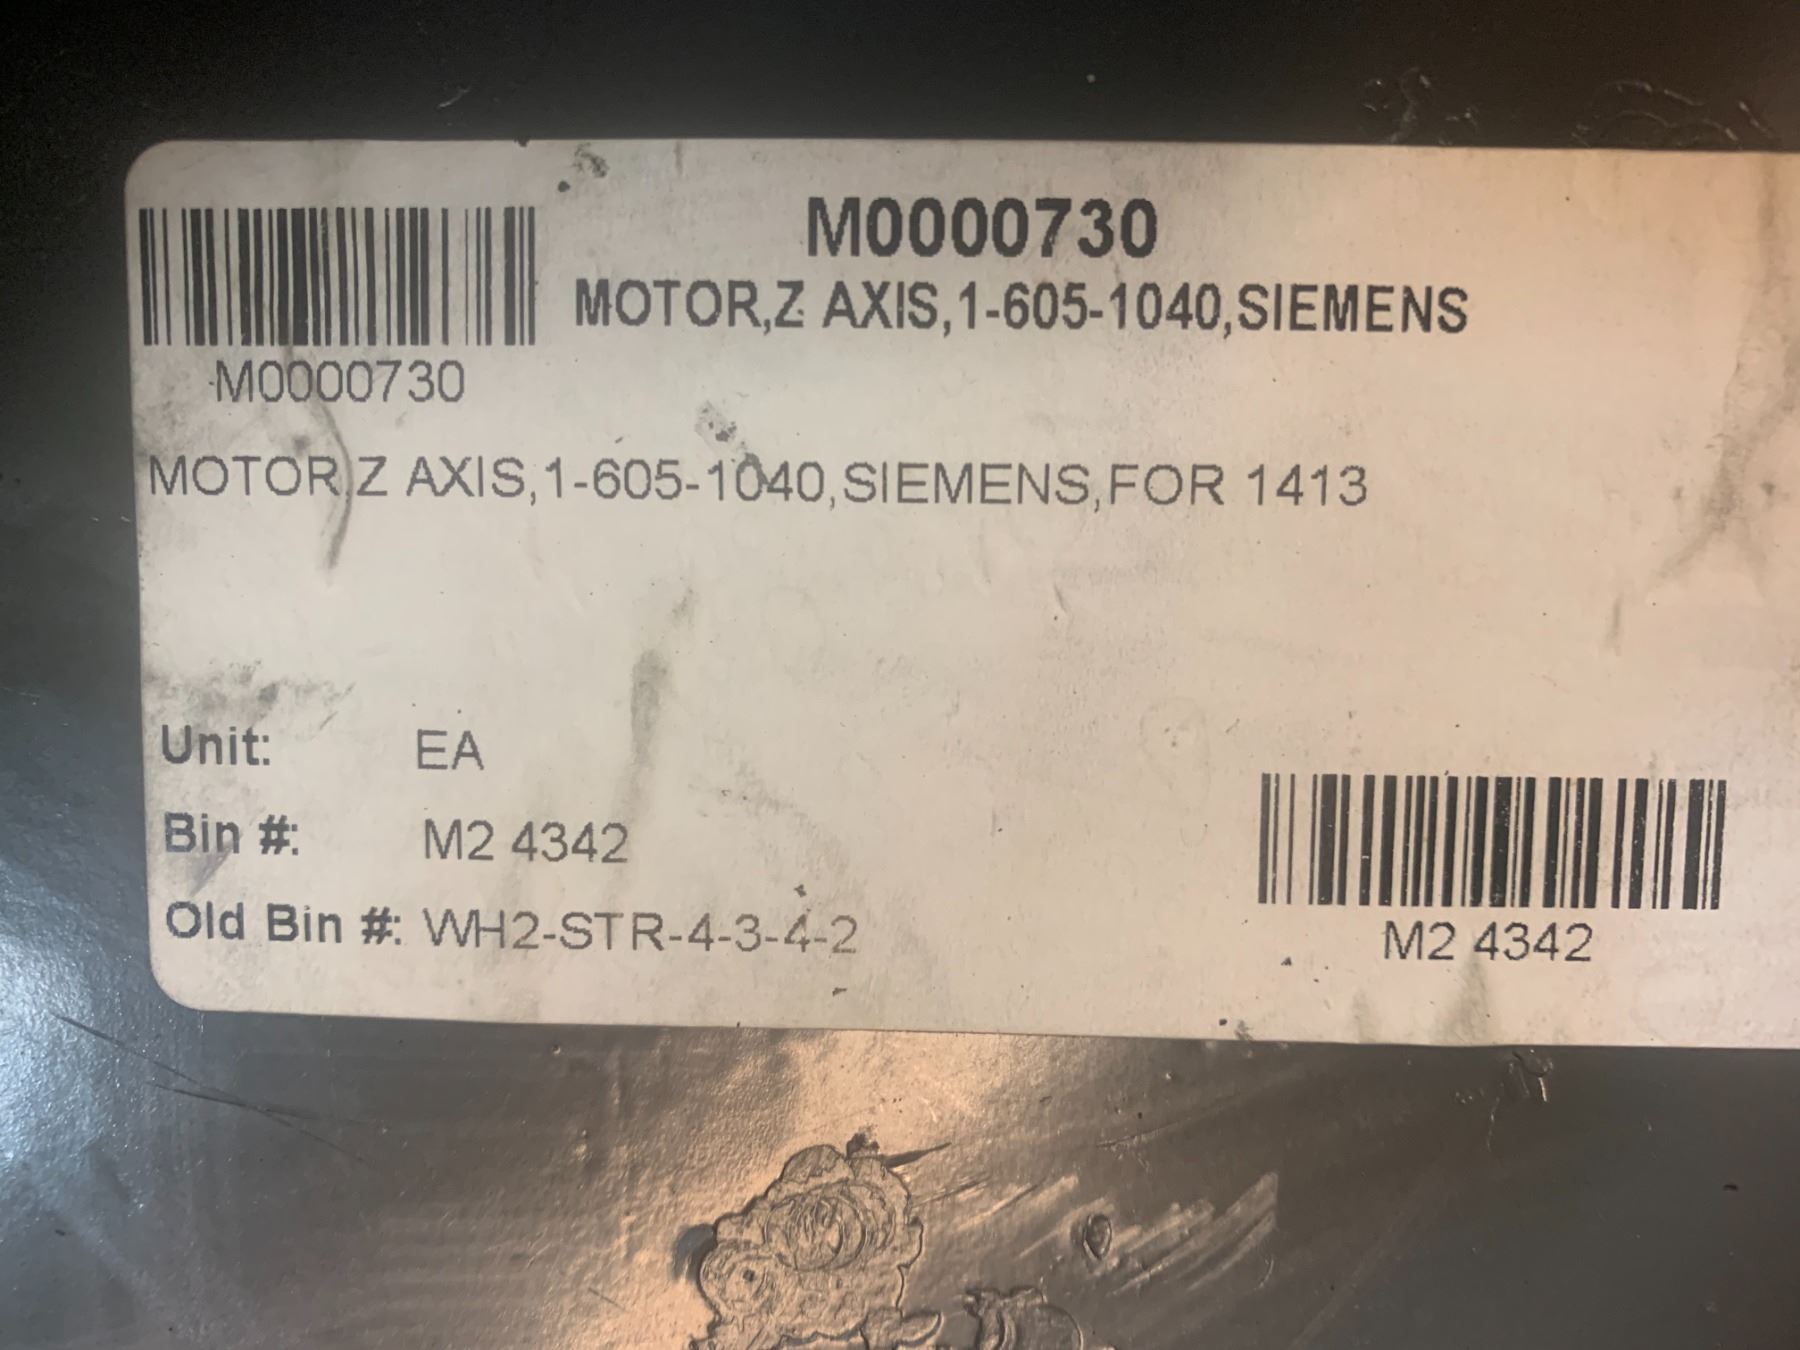 M0000730
MOTOR,Z AXIS,1-605-1040,SIEMENS
M0000730
MOTOR,Z AXIS,1-605-1040,SIEMENS,FOR 1413
Unit: EA
Bin #: M2 4342
Old Bin #: WH2-STR-4-3-4-2
M2 4342